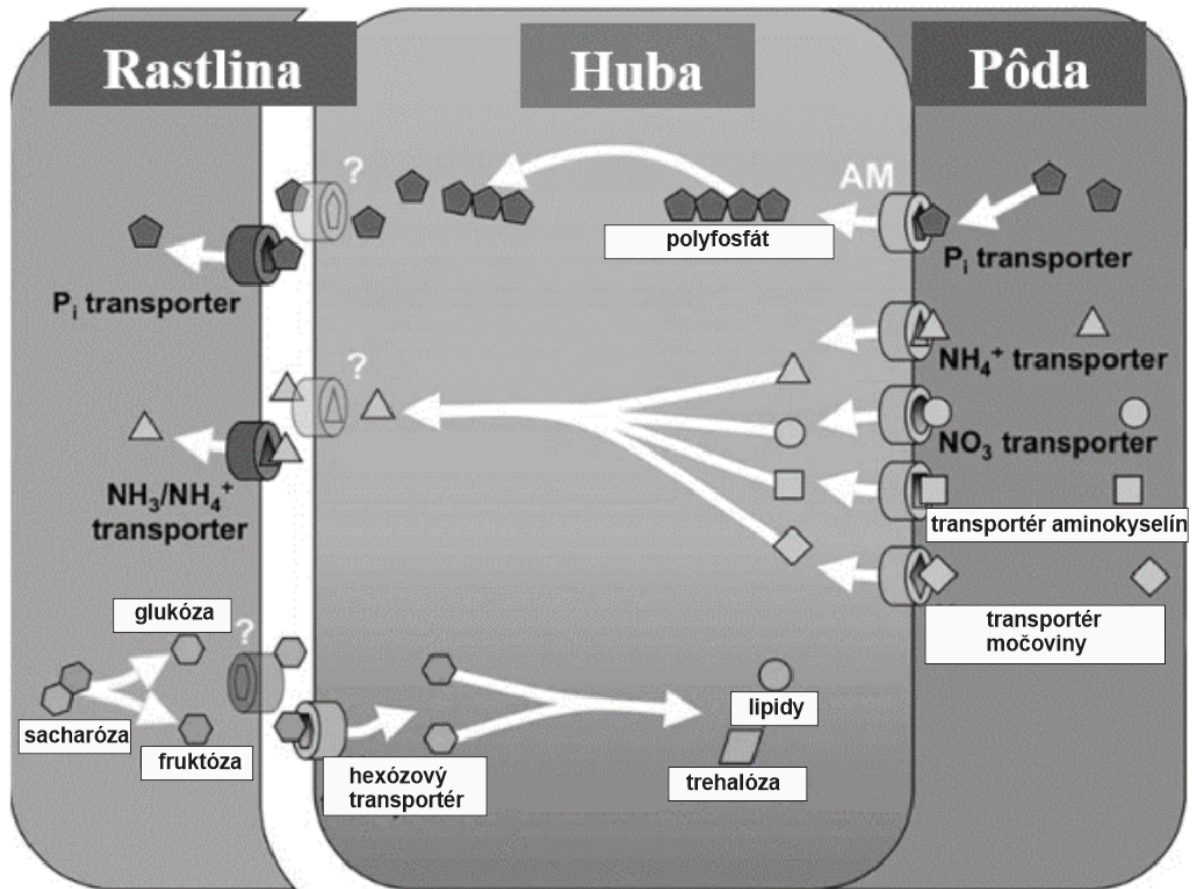 Rastlina
Huba
Pôda
?
AM
polyfosfát
Pi transporter
Pi transporter
NH4+ transporter
?
NO3 transporter
NH3/NH4+
transporter
transportér aminokyselín
transportér
močoviny
glukóza
?
sacharóza
fruktóza
hexózový
transportér
lipidy
trehalóza